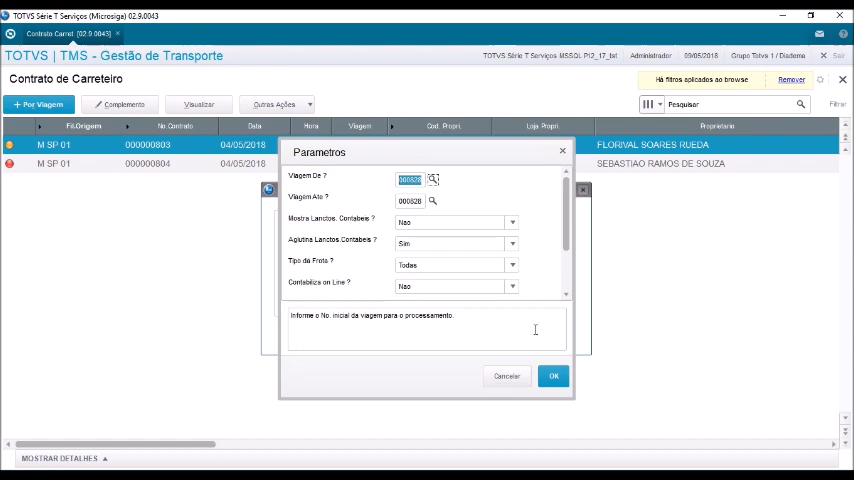 TOTVS Série T Serviços (Microsiga) 02.9.0043
Contrato Carret. [02.9.0043]
TOTVS | TMS - Gestão de Transporte
TOTVS Série T Serviços MSSQL P12_17_tst
Administrador
09/05/2018
Grupo Totvs 1 / Diadema
Sair
Contrato de Carreteiro
Há filtros aplicados ao browse
Remover
+ Por Viagem
Complemento
Visualizar
Outras Ações
Pesquisar
Filtrar
Fil.Origem
No.Contrato
Data
Hora
Viagem
Cod. Propri.
Loja Propri.
Proprietario
M SP 01
000000803
04/05/2018
FLORIVAL SOARES RUEDA
M SP 01
000000804
04/05/2018
SEBASTIAO RAMOS DE SOUZA
Parametros
Viagem De ?
000828
Viagem Ate ?
000828
Mostra Lanctos. Contabeis ?
Nao
Aglutina Lanctos.Contabeis ?
Sim
Tipo da Frota ?
Todas
Contabiliza on Line ?
Nao
Informe o No. inicial da viagem para o processamento.
Cancelar
OK
MOSTRAR DETALHES